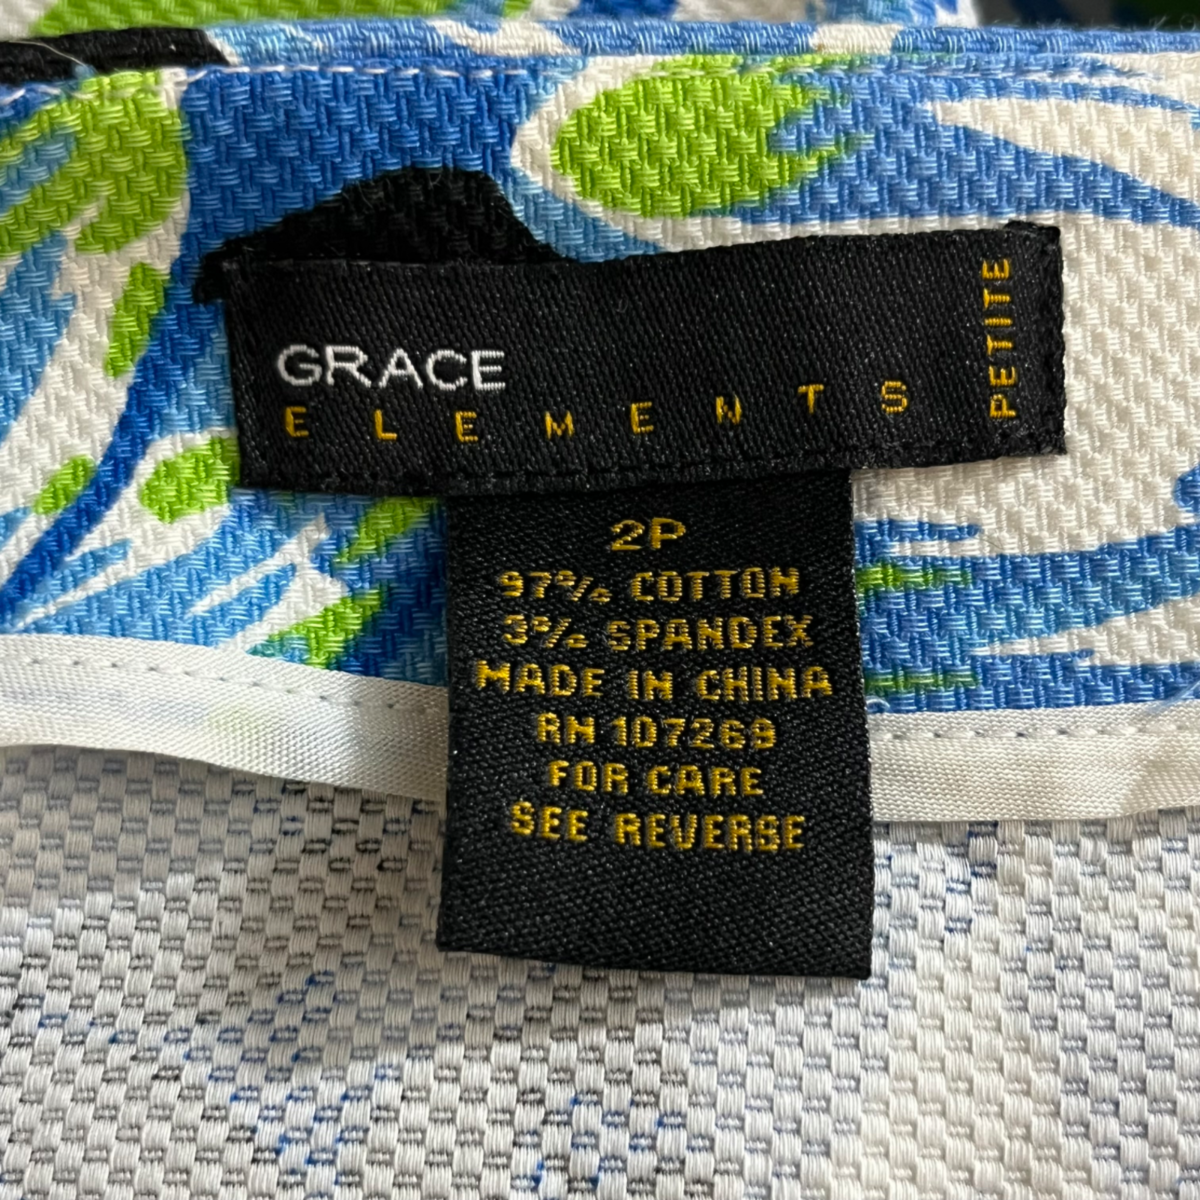 GRACE
ELEMENTS
PETITE
2P
97% COTTON
3% SPANDEX
MADE IN CHINA
RN 107269
FOR CARE
SEE REVERSE